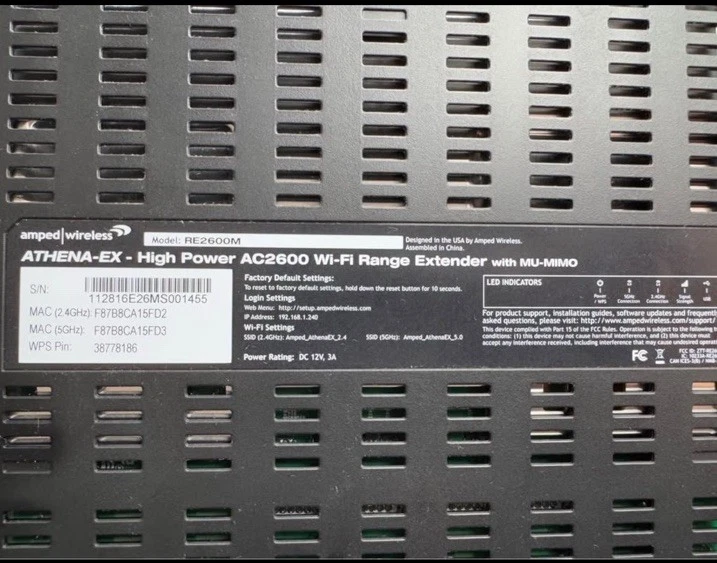 amped wireless
Model: RE2600M
Designed in the USA by Amped Wireless.
Assembled in China.
ATHENA-EX - High Power AC2600 Wi-Fi Range Extender with MU-MIMO
S/N:
112816E26MS001455
MAC (2.4GHz): F87B8CA15FD2
MAC (5GHz): F87B8CA15FD3
WPS Pin: 38778186
Factory Default Settings:
To reset to factory default settings, hold down the reset button for 10 seconds.
Login Settings
Web Menu: http://setup.ampedwireless.com
IP Address: 192.168.1.240
Wi-Fi Settings
SSID (2.4GHz): Amped_AthenaEX_2.4 SSID (5GHz): Amped_AthenaEX_5.0
Power Rating: DC 12V, 3A
LED INDICATORS
Power / WPS
5GHz Connection
2.4GHz Connection
Signal Strength
USB
For product support, installation guides, software updates and frequently
asked questions, please visit: http://www.ampedwireless.com/support/
This device complied with Part 15 of the FCC Rules. Operation is subject to the following
conditions: (1) this device may not cause harmful interference, and (2) this device must
accept any interference received, including interference that may cause undesired operation
FC